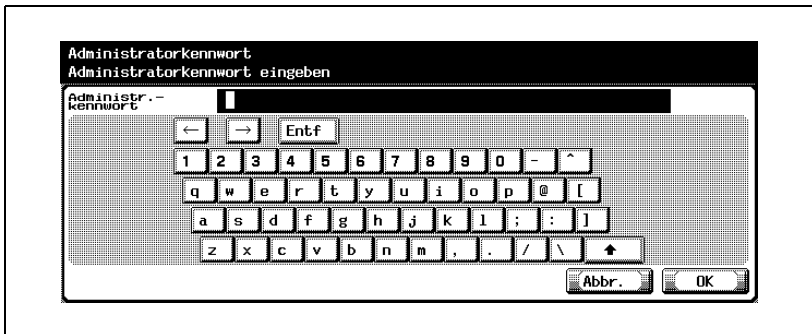 Administratorkennwort
Administratorkennwort eingeben
Administr.-
kennwort
← → Entf
1 2 3 4 5 6 7 8 9 0 - ^
q w e r t y u i o p @ [
a s d f g h j k l ; : ]
z x c v b n m , . / \ ↑
Abbr. OK